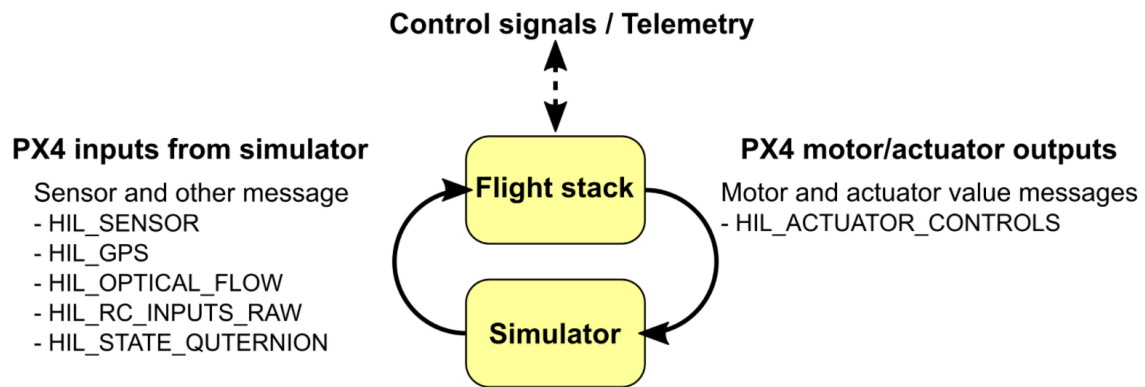 Control signals / Telemetry
PX4 inputs from simulator
Sensor and other message
- HIL_SENSOR
- HIL_GPS
- HIL_OPTICAL_FLOW
- HIL_RC_INPUTS_RAW
- HIL_STATE_QUTERNION
Flight stack
Simulator
PX4 motor/actuator outputs
Motor and actuator value messages
- HIL_ACTUATOR_CONTROLS